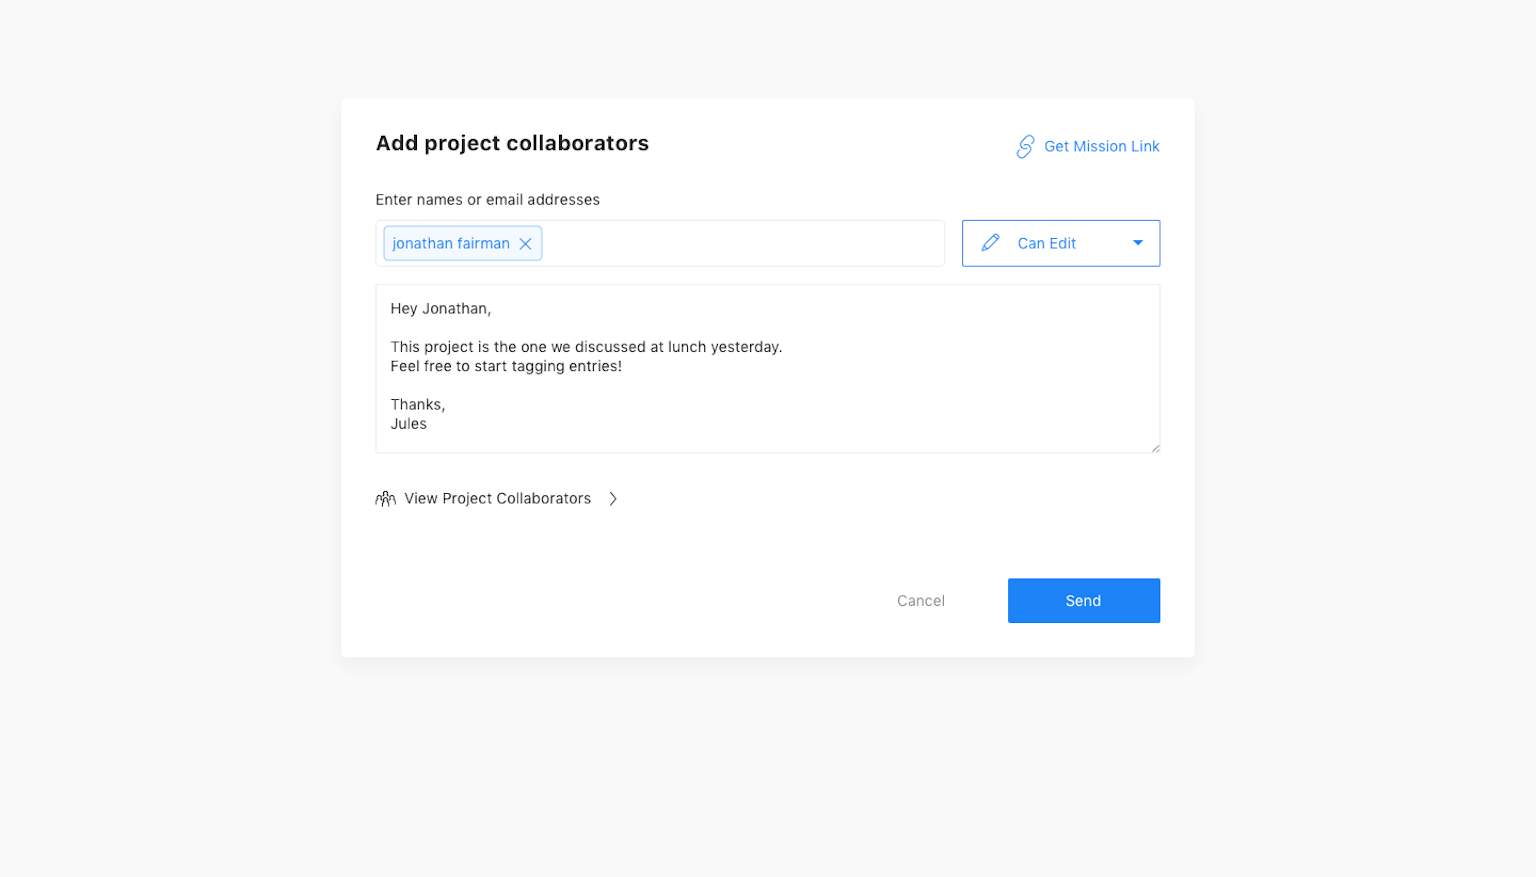 Add project collaborators
Get Mission Link
Enter names or email addresses
jonathan fairman
Can Edit
Hey Jonathan,
This project is the one we discussed at lunch yesterday.
Feel free to start tagging entries!
Thanks,
Jules
View Project Collaborators
Cancel
Send